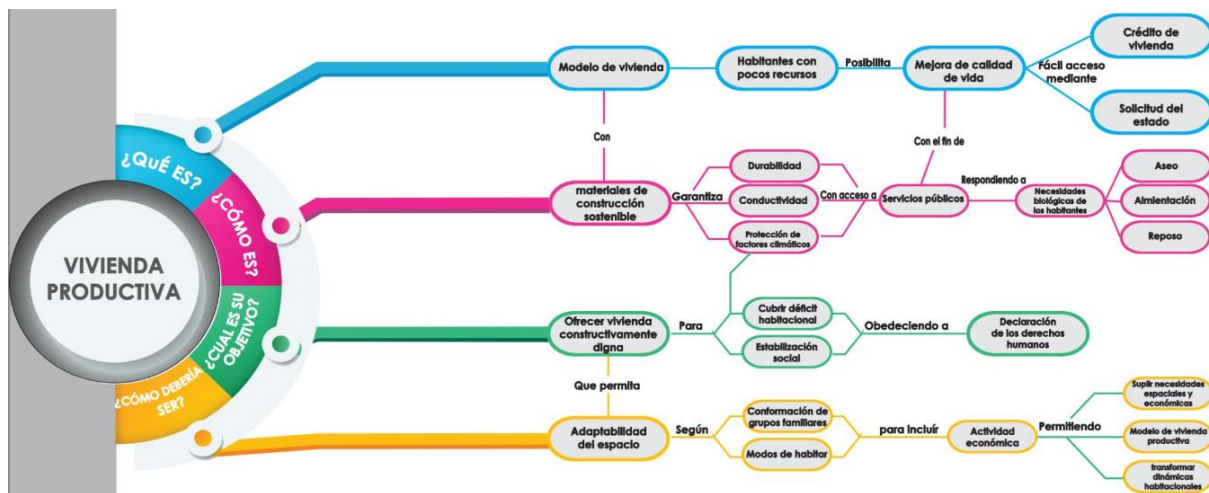 VIVIENDA
PRODUCTIVA
¿QuÉ ES?
Modelo de vivienda
Habitantes con
pocos recursos
Posibilita
Mejora de calidad
de vida
Fácil acceso
mediante
Crédito de
vivienda
Solicitud del
estado
Con
Con el fin de
¿CÓMO ES?
materiales de
construcción
sostenible
Garantiza
Durabilidad
Conductividad
Protección de
factores climáticos
Con acceso a
Servicios públicos
Respondiendo a
Necesidades
biológicas de
los habitantes
Aseo
Almientación
Reposo
¿CUAL ES SU
OBJETIVO?
Ofrecer vivienda
constructivamente
digna
Para
Cubrir déficit
habitacional
Estabilización
social
Obedeciendo a
Declaración
de los derechos
humanos
Que permita
¿CÓMO DEBERÍA
SER?
Adaptabilidad
del espacio
Según
Conformación de
grupos familiares
Modos de habitar
para Incluír
Actividad
económica
Permitiendo
Suplir necesidades
espaciales y
económicas
Modelo de vivienda
productiva
transformar
dinámicas
habitacionales